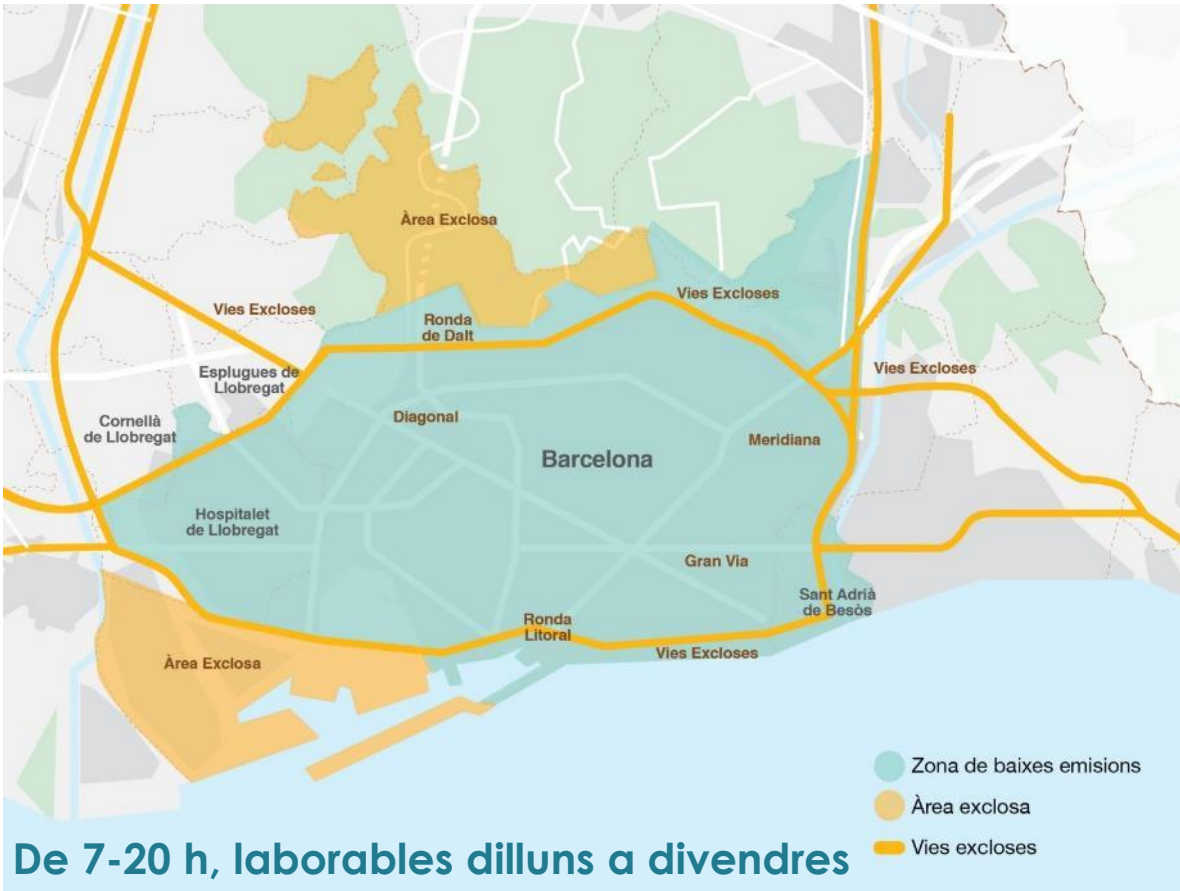 Àrea Exclosa
Vies Excloses
Vies Excloses
Ronda
de Dalt
Esplugues de
Llobregat
Vies Excloses
Diagonal
Cornellà
de Llobregat
Meridiana
Barcelona
Hospitalet
de Llobregat
Gran Via
Sant Adrià
de Besòs
Ronda
Litoral
Vies Excloses
Àrea Exclosa
Zona de baixes emisions
Àrea exclosa
Vies excloses
De 7-20 h, laborables dilluns a divendres